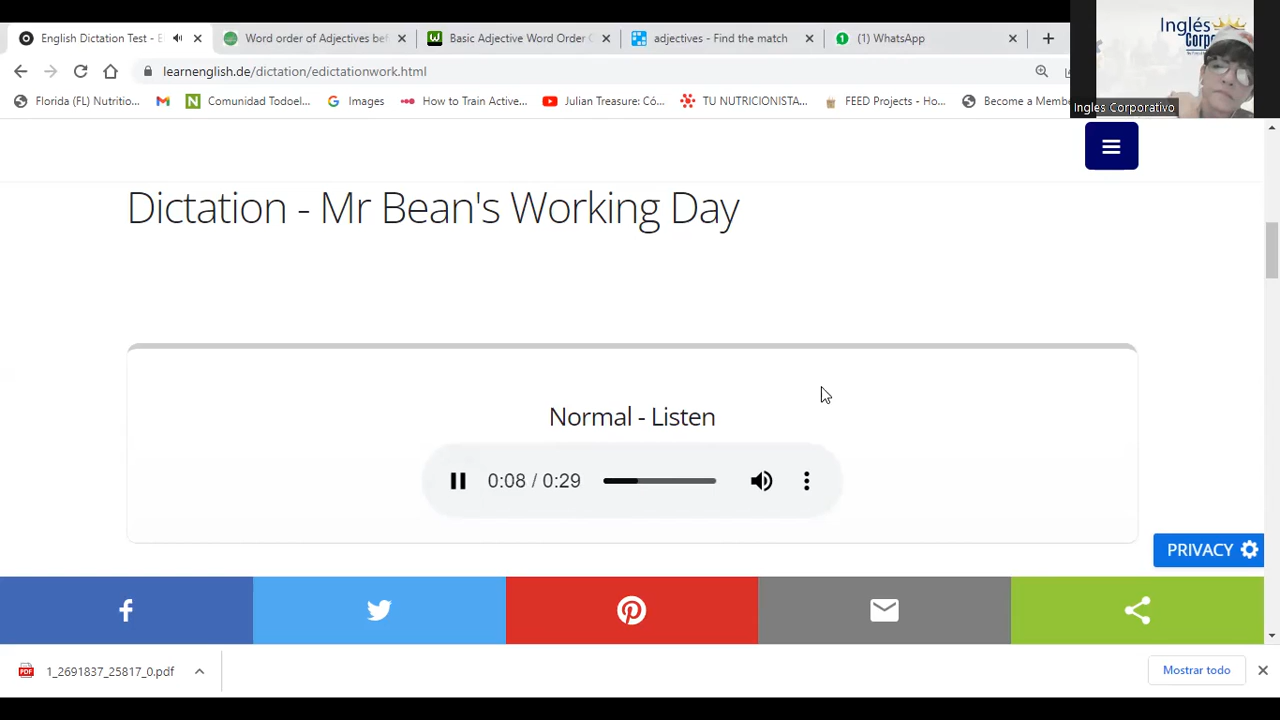 English Dictation Test - E
Word order of Adjectives bef
Basic Adjective Word Order
adjectives - Find the match
(1) WhatsApp
learnenglish.de/dictation/edictationwork.html
Florida (FL) Nutritio...
Comunidad Todoel...
Images
How to Train Active...
Julian Treasure: Có...
TU NUTRICIONISTA...
FEED Projects - Ho...
Become a Membe
Inglés
Corp
Ingles Corporativo
Dictation - Mr Bean's Working Day
Normal - Listen
0:08 / 0:29
PRIVACY
1_2691837_25817_0.pdf
Mostrar todo